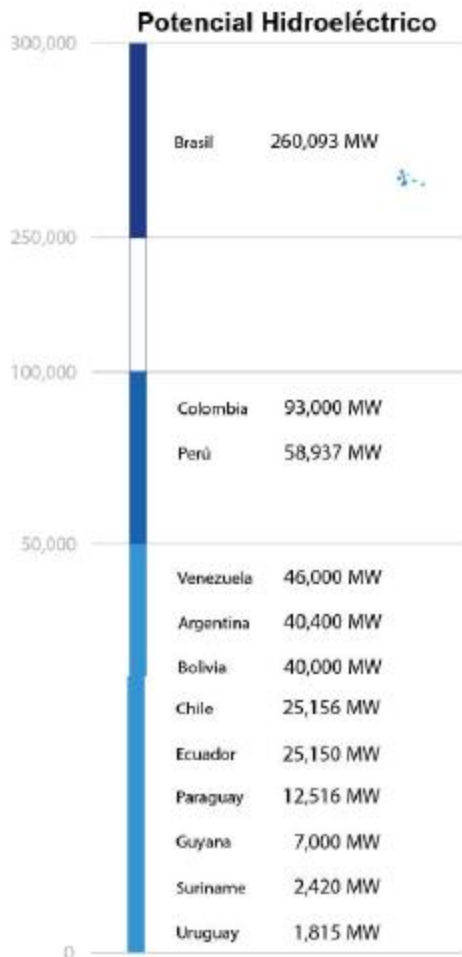 Potencial Hidroeléctrico
300,000
Brasil 260,093 MW
250,000
100,000
Colombia 93,000 MW
Perú 58,937 MW
50,000
Venezuela 46,000 MW
Argentina 40,400 MW
Bolivia 40,000 MW
Chile 25,156 MW
Ecuador 25,150 MW
Paraguay 12,516 MW
Guyana 7,000 MW
Suriname 2,420 MW
Uruguay 1,815 MW
0